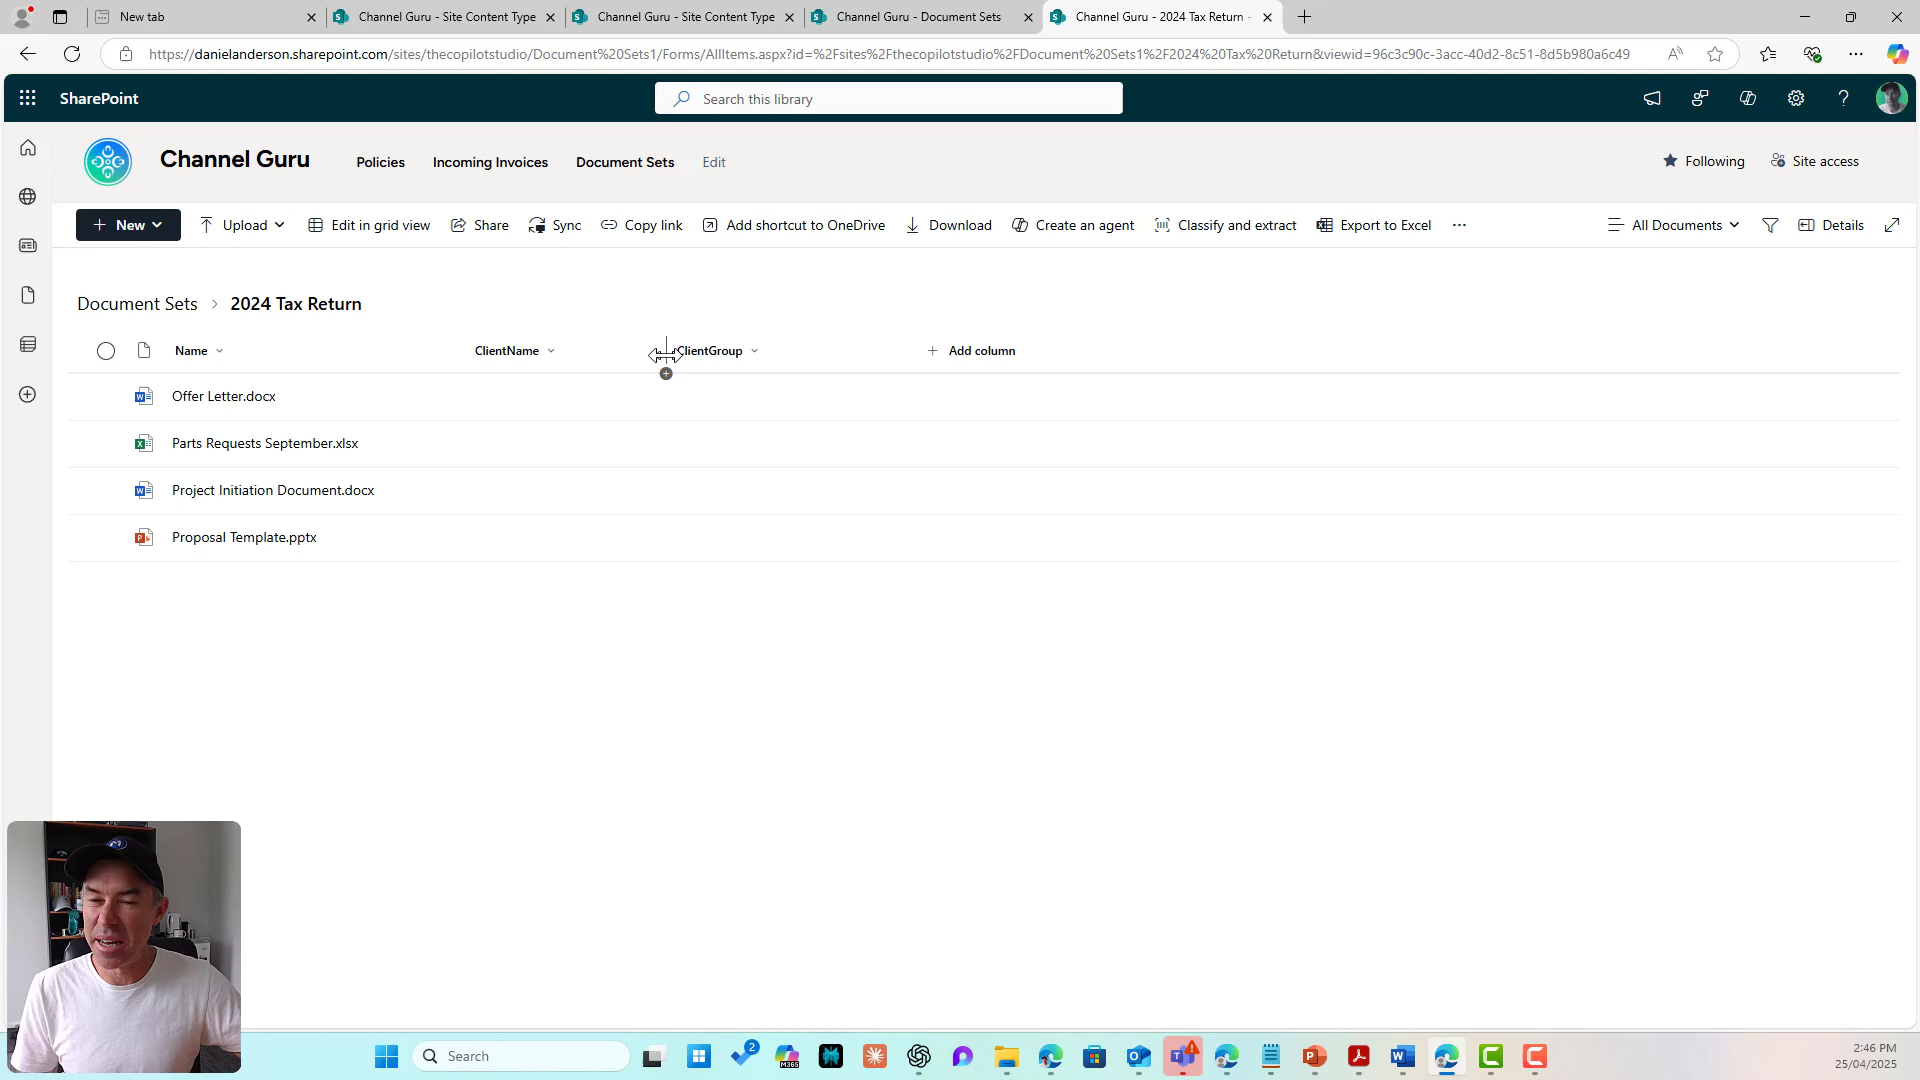 New tab
Channel Guru - Site Content Type
Channel Guru - Site Content Type
Channel Guru - Document Sets
Channel Guru - 2024 Tax Return -
https://danielanderson.sharepoint.com/sites/thecopilotstudio/Document%20Sets1/Forms/AllItems.aspx?id=%2Fsites%2Fthecopilotstudio%2FDocument%20Sets1%2F2024%20Tax%20Return&viewid=96c3c90c-3acc-40d2-8c51-8d5b980a6c49
SharePoint
Search this library
Channel Guru
Policies
Incoming Invoices
Document Sets
Edit
Following
Site access
New
Upload
Edit in grid view
Share
Sync
Copy link
Add shortcut to OneDrive
Download
Create an agent
Classify and extract
Export to Excel
All Documents
Details
Document Sets > 2024 Tax Return
Name
ClientName
ClientGroup
Add column
Offer Letter.docx
Parts Requests September.xlsx
Project Initiation Document.docx
Proposal Template.pptx
Search
2
M365
2:46 PM
25/04/2025